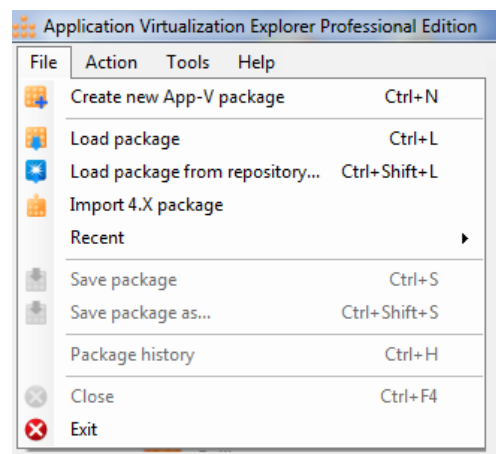 Application Virtualization Explorer Professional Edition
File Action Tools Help
Create new App-V package Ctrl+N
Load package Ctrl+L
Load package from repository... Ctrl+Shift+L
Import 4.X package
Recent
Save package Ctrl+S
Save package as... Ctrl+Shift+S
Package history Ctrl+H
Close Ctrl+F4
Exit